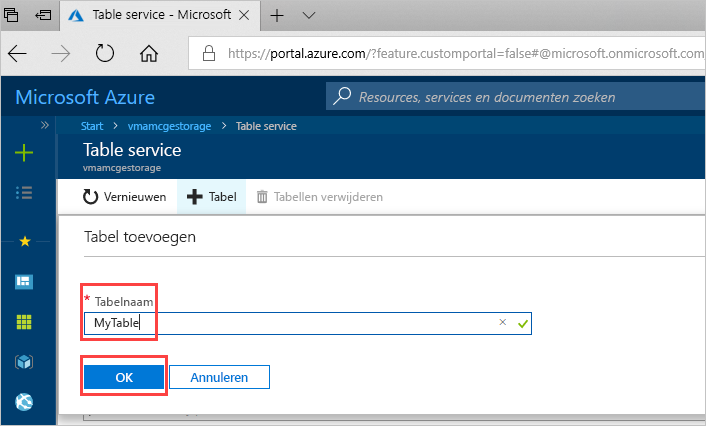 Table service - Microsoft
https://portal.azure.com/?feature.customportal=false#@microsoft.onmicrosoft.com
Microsoft Azure
Resources, services en documenten zoeken
Start > vmamcgestorage > Table service
Table service
vmamcgestorage
Vernieuwen + Tabel Tabellen verwijderen
Tabel toevoegen
* Tabelnaam
MyTable
OK Annuleren